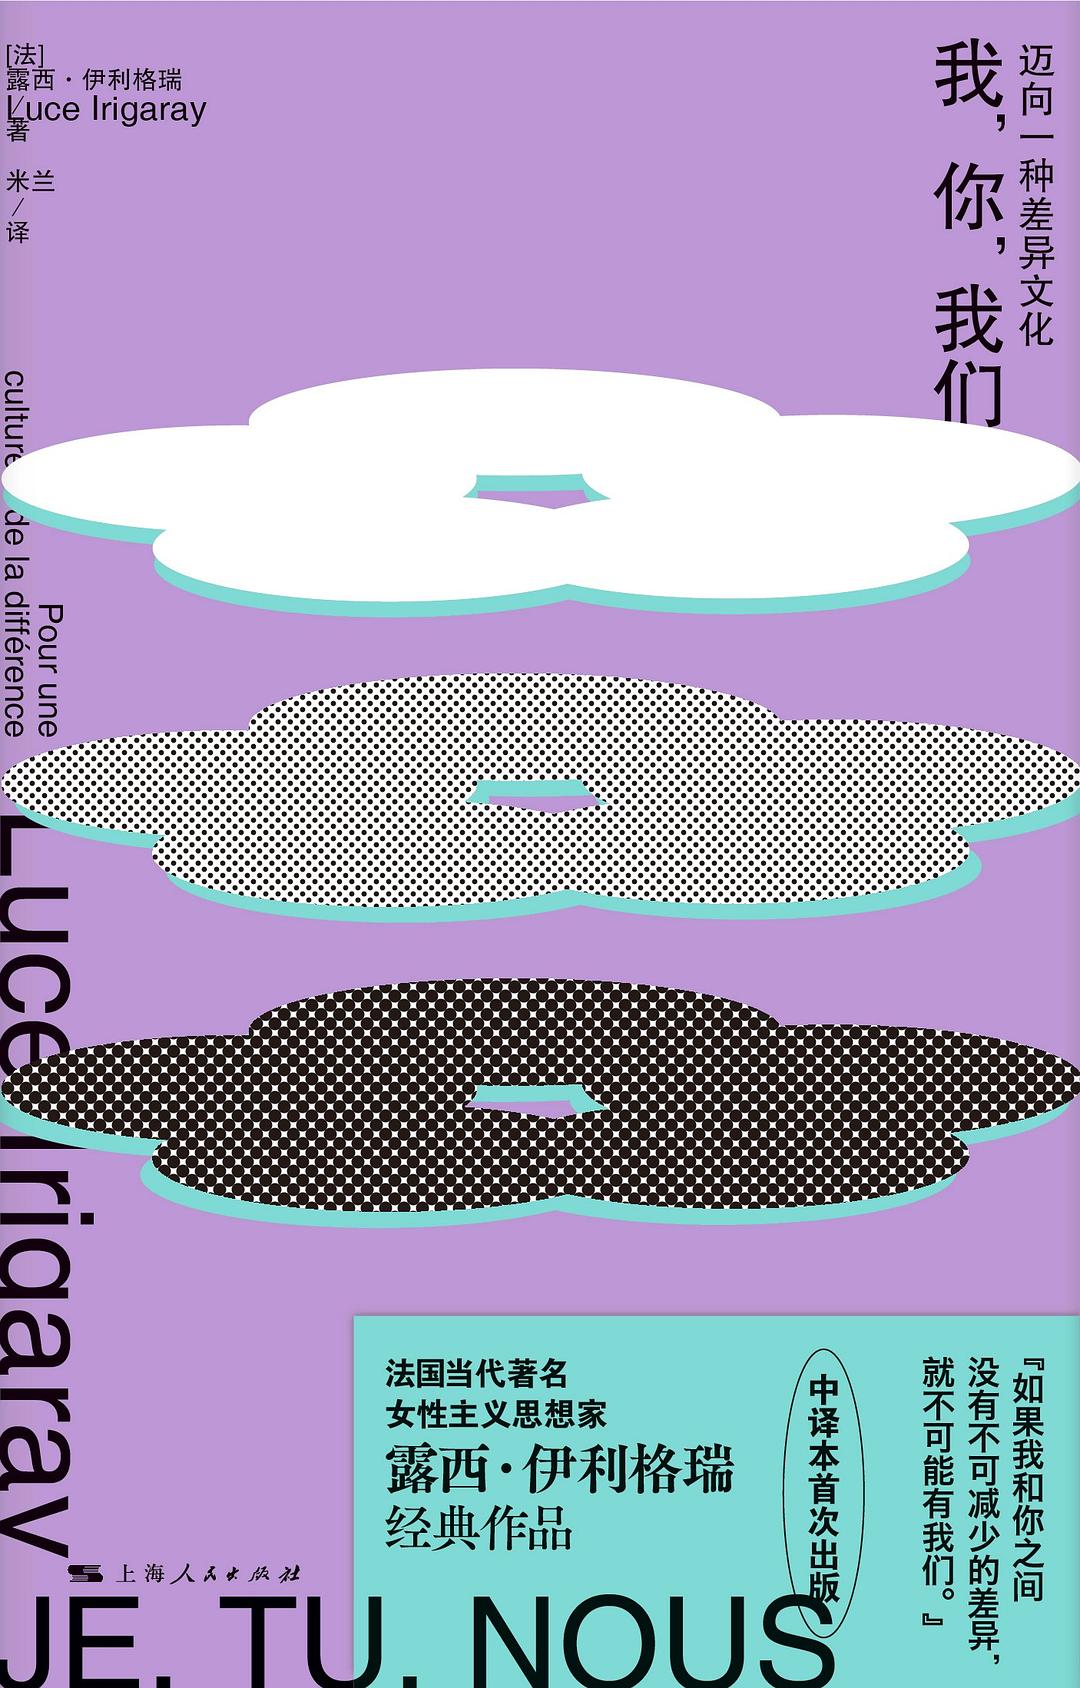 [法]
露西·伊利格瑞
Luce Irigaray
/
著
米兰
/
译
迈向一种差异文化
我，你，我们
Pour une
culture de la différence
Luce Irigaray
法国当代著名
女性主义思想家
露西·伊利格瑞
经典作品
中译本首次出版
『如果我和你之间
没有不可减少的差异，
就不可能有我们。』
上海人民出版社
JE, TU, NOUS